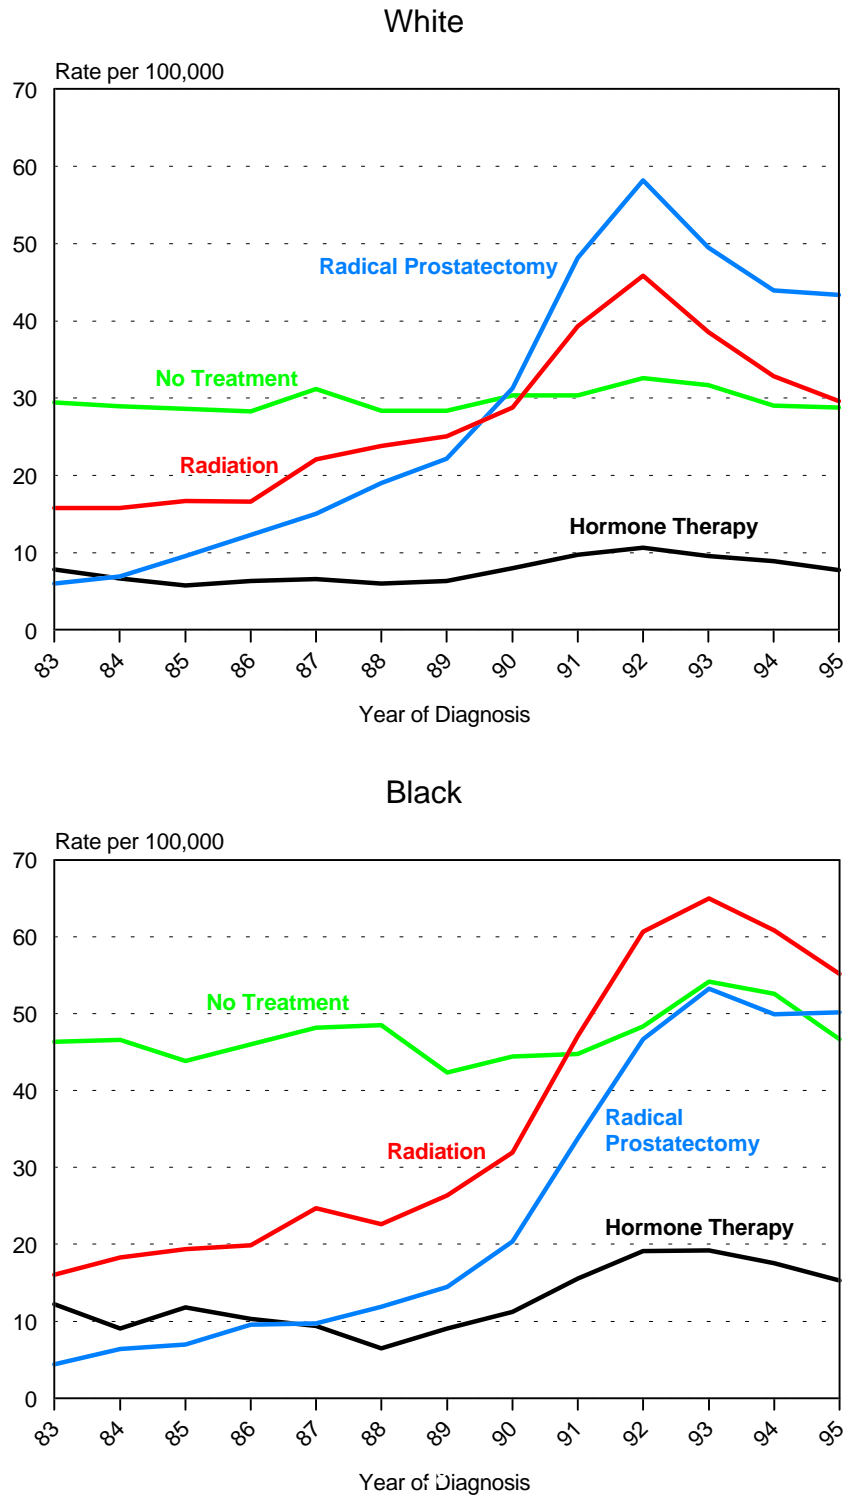 White
Rate per 100,000
70
60
50
Radical Prostatectomy
40
No Treatment
30
Radiation
20
Hormone Therapy
10
0
83 84 85 86 87 88 89 90 91 92 93 94 95
Year of Diagnosis
Black
Rate per 100,000
70
60
No Treatment
50
40
Radical
Prostatectomy
Radiation
30
Hormone Therapy
20
10
0
83 84 85 86 87 88 89 90 91 92 93 94 95
Year of Diagnosis